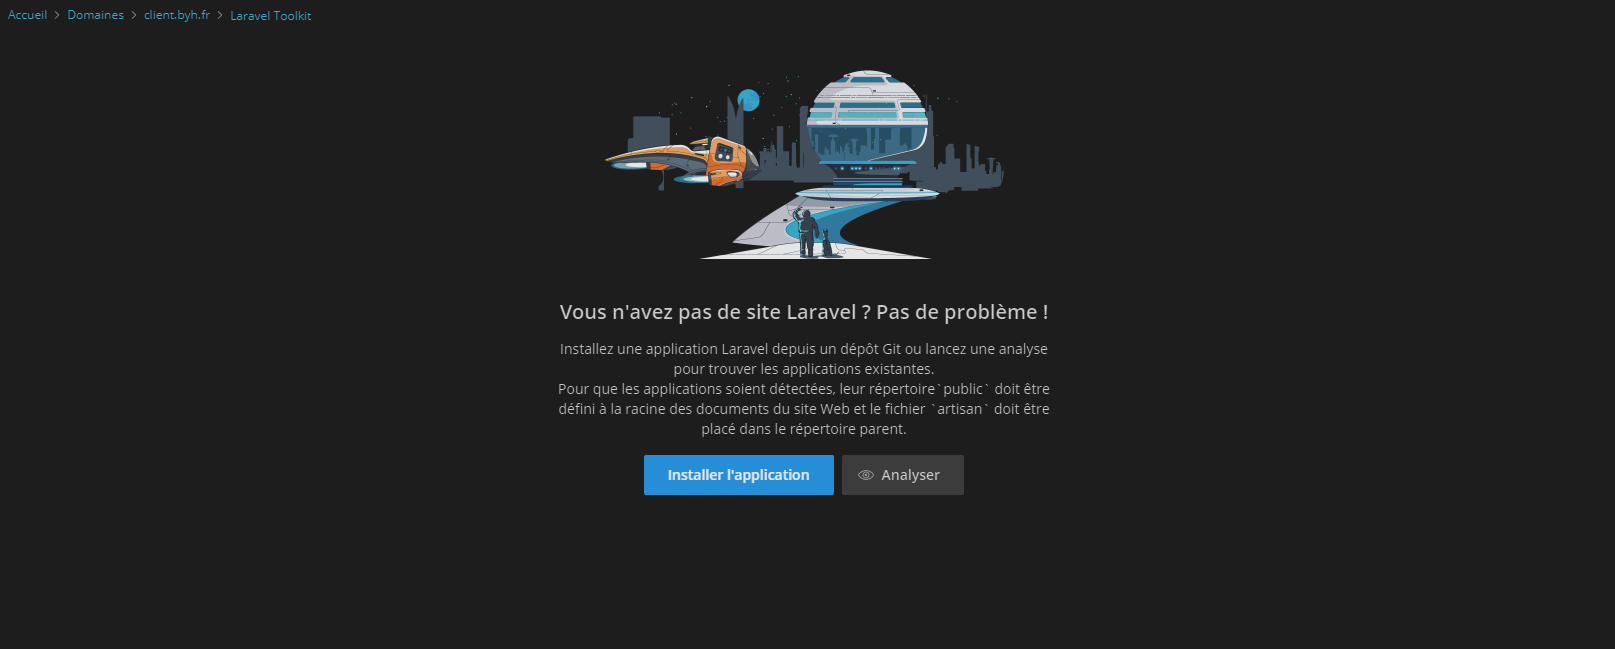 Accueil > Domaines > client.byh.fr > Laravel Toolkit
Vous n'avez pas de site Laravel ? Pas de problème !
Installez une application Laravel depuis un dépôt Git ou lancez une analyse
pour trouver les applications existantes.
Pour que les applications soient détectées, leur répertoire`public` doit être
défini à la racine des documents du site Web et le fichier `artisan` doit être
placé dans le répertoire parent.
Installer l'application
Analyser